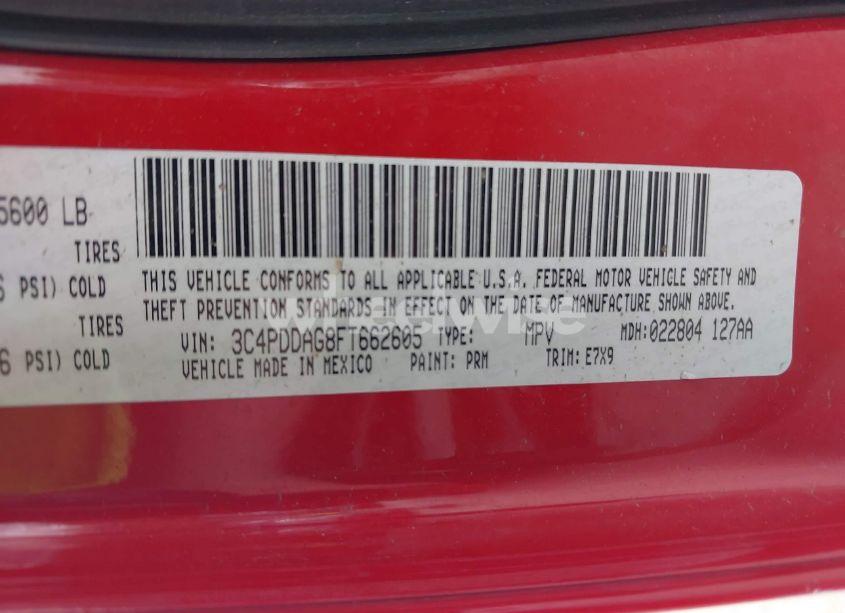 5600 LB
TIRES
PSI) COLD
TIRES
PSI) COLD
THIS VEHICLE CONFORMS TO ALL APPLICABLE U.S.A. FEDERAL MOTOR VEHICLE SAFETY AND
THEFT PREVENTION STANDARDS IN EFFECT ON THE DATE OF MANUFACTURE SHOWN ABOVE.
VIN: 3C4PDDAG8FT662605 TYPE: MPV MDH:022804 127AA
VEHICLE MADE IN MEXICO PAINT: PRM TRIM: E7X9